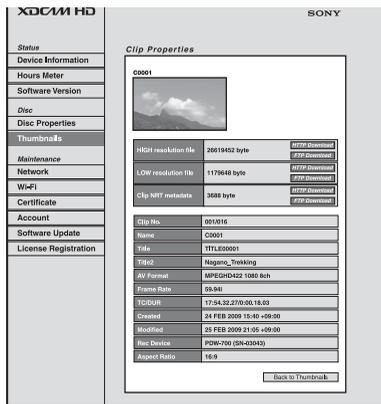 XDCAM HD
SONY
Status
Device Information
Hours Meter
Software Version
Disc
Disc Properties
Thumbnails
Maintenance
Network
Wi-Fi
Certificate
Account
Software Update
License Registration
Clip Properties
C0001
HIGH resolution file 26619452 byte HTTP Download
FTP Download
LOW resolution file 1179648 byte HTTP Download
FTP Download
Clip NRT metadata 3688 byte HTTP Download
FTP Download
Clip No. 001/016
Name C0001
Title TITLE00001
Title2 Nagano_Trekking
AV Format MPEGHD422 1080 8ch
Frame Rate 59.94I
TC/DUR 17:54.32.27/0:00.18.03
Created 24 FEB 2009 15:40 +09:00
Modified 25 FEB 2009 21:05 +09:00
Rec Device PDW-700 (SN-03043)
Aspect Ratio 16:9
Back to Thumbnails